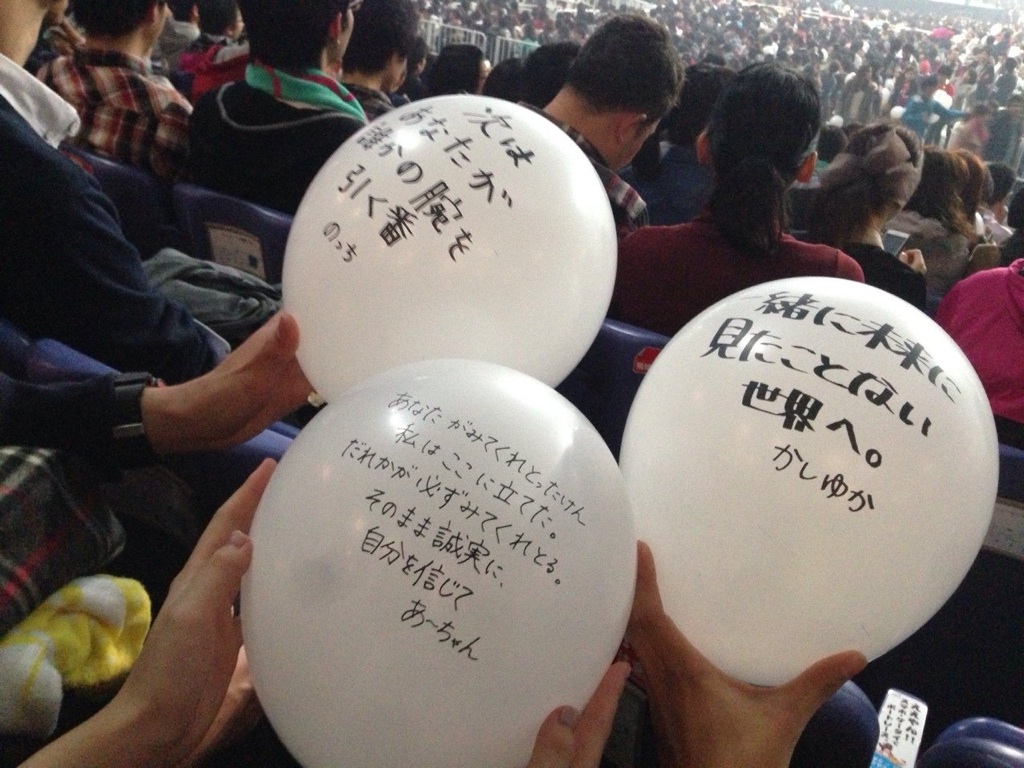 次は
あなたが
誰かの腕を
引く番
のっち
一緒に未来に
見たことない
世界へ。
かしゆか
あなたがみてくれとったけん
私はここに立てた。
だれかが必ずみてくれとる。
そのまま誠実に、
自分を信じて
あ〜ちゃん